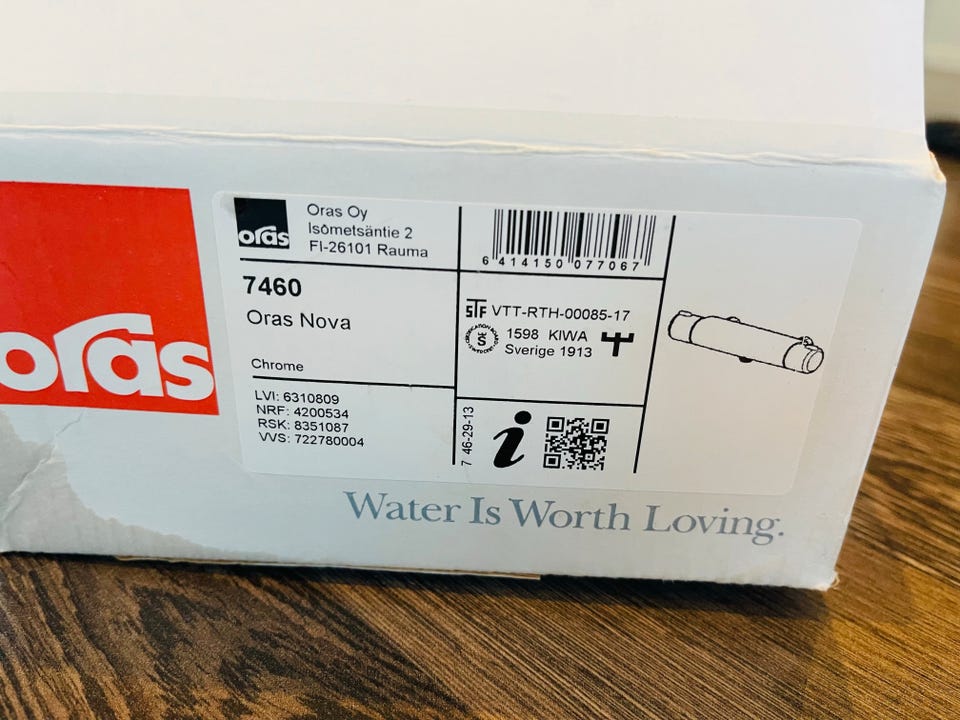 oras
oras
Oras Oy
Isömetsäntie 2
FI-26101 Rauma
7460
Oras Nova
Chrome
LVI: 6310809
NRF: 4200534
RSK: 8351087
VVS: 722780004
6 414150 077067
STF VTT-RTH-00085-17
1598 KIWA
Sverige 1913
7 46-29-13
i
Water Is Worth Loving.